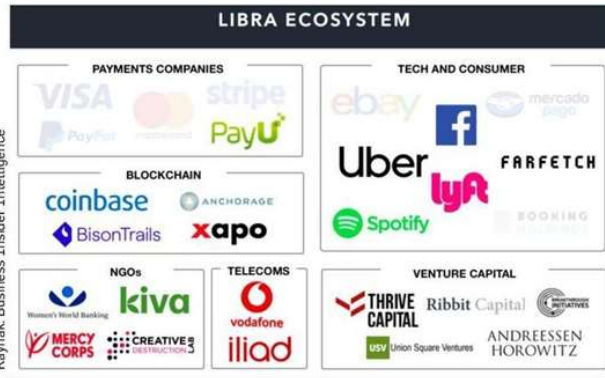 LIBRA ECOSYSTEM
PAYMENTS COMPANIES
VISA
mastercard
stripe
PayPal
PayU
BLOCKCHAIN
coinbase
ANCHORAGE
BisonTrails
xapo
NGOs
Women's World Banking
kiva
MERCY
CORPS
CREATIVE
DESTRUCTION LAB
TELECOMS
vodafone
iliad
TECH AND CONSUMER
ebay
f
mercado
pago
Uber
lyft
FARFETCH
Spotify
BOOKING
HOLDINGS
VENTURE CAPITAL
THRIVE
CAPITAL
Ribbit Capital
BREAKTHROUGH
INITIATIVES
USV Union Square Ventures
ANDREESSEN
HOROWITZ
Kaynak: Business Insider Intelligence